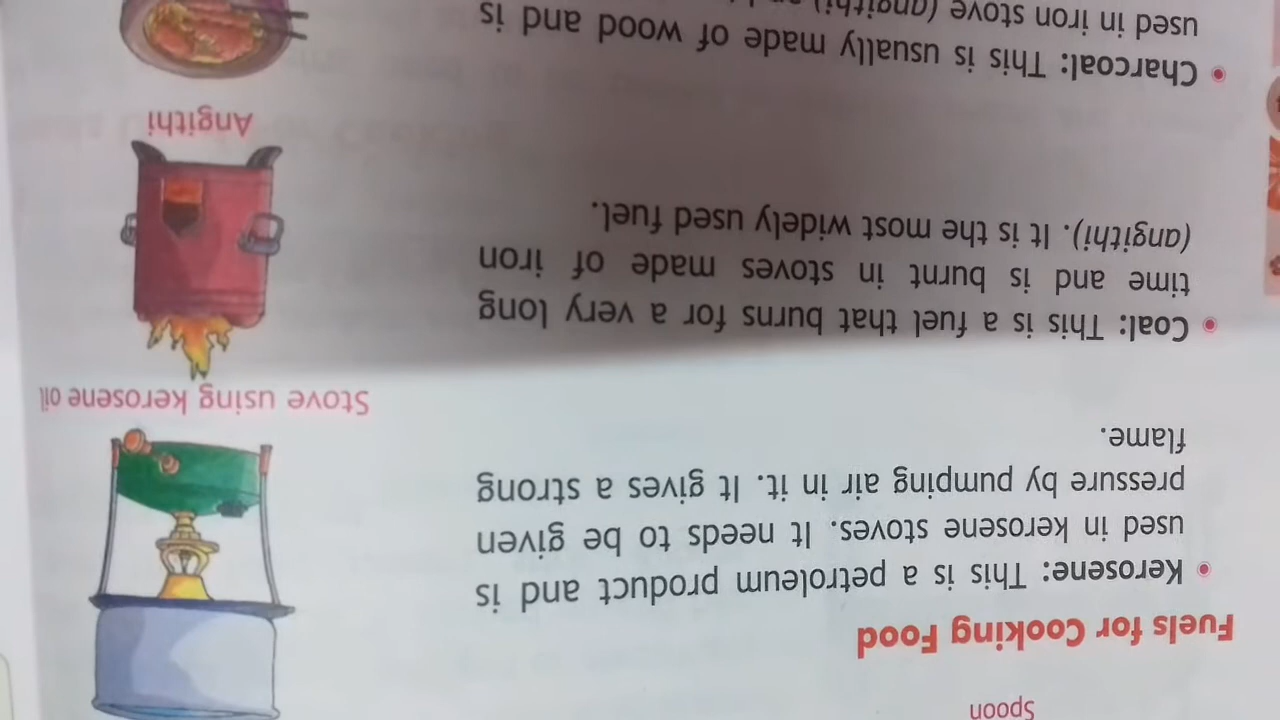 Spoon
Fuels for Cooking Food
• Kerosene: This is a petroleum product and is
used in kerosene stoves. It needs to be given
pressure by pumping air in it. It gives a strong
flame.
Stove using kerosene oil
• Coal: This is a fuel that burns for a very long
time and is burnt in stoves made of iron
(angithi). It is the most widely used fuel.
Angithi
• Charcoal: This is usually made of wood and is
used in iron stove (angithi)